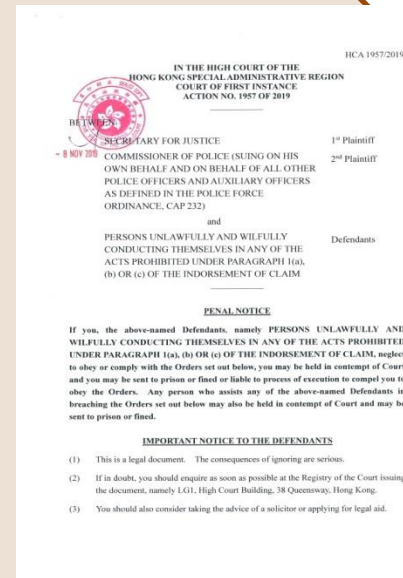 HCA 1957/2019
IN THE HIGH COURT OF THE
HONG KONG SPECIAL ADMINISTRATIVE REGION
COURT OF FIRST INSTANCE
ACTION NO. 1957 OF 2019
BETWEEN
SECRETARY FOR JUSTICE 1st Plaintiff
- 8 NOV 2019 COMMISSIONER OF POLICE (SUING ON HIS 2nd Plaintiff
OWN BEHALF AND ON BEHALF OF ALL OTHER
POLICE OFFICERS AND AUXILIARY OFFICERS
AS DEFINED IN THE POLICE FORCE
ORDINANCE, CAP 232)
and
PERSONS UNLAWFULLY AND WILFULLY Defendants
CONDUCTING THEMSELVES IN ANY OF THE
ACTS PROHIBITED UNDER PARAGRAPH 1(a),
(b) OR (c) OF THE INDORSEMENT OF CLAIM
PENAL NOTICE
If you, the above-named Defendants, namely PERSONS UNLAWFULLY AND
WILFULLY CONDUCTING THEMSELVES IN ANY OF THE ACTS PROHIBITED
UNDER PARAGRAPH 1(a), (b) OR (c) OF THE INDORSEMENT OF CLAIM, neglect
to obey or comply with the Orders set out below, you may be held in contempt of Court
and you may be sent to prison or fined or liable to process of execution to compel you to
obey the Orders. Any person who assists any of the above-named Defendants in
breaching the Orders set out below may also be held in contempt of Court and may be
sent to prison or fined.
IMPORTANT NOTICE TO THE DEFENDANTS
(1) This is a legal document. The consequences of ignoring are serious.
(2) If in doubt, you should enquire as soon as possible at the Registry of the Court issuing
the document, namely LG1, High Court Building, 38 Queensway, Hong Kong.
(3) You should also consider taking the advice of a solicitor or applying for legal aid.